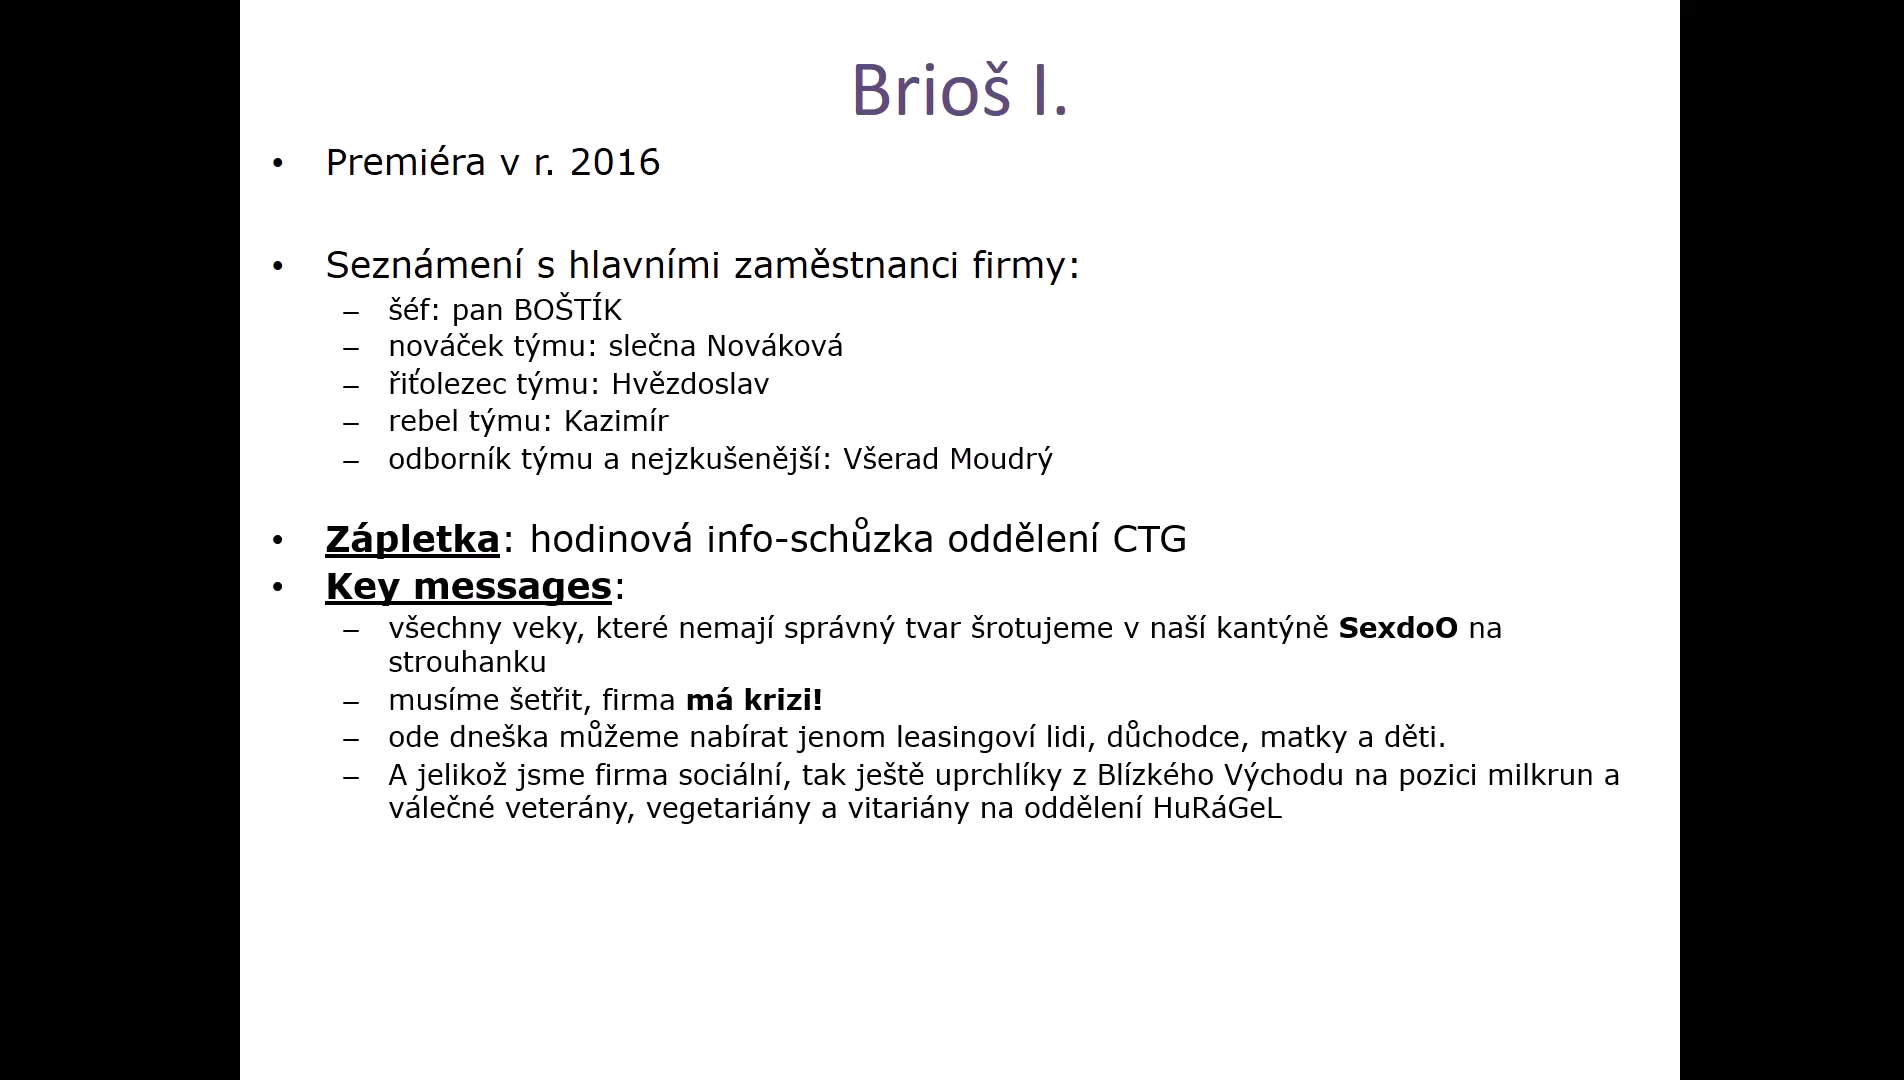 Brioš I.
• Premiéra v r. 2016
• Seznámení s hlavními zaměstnanci firmy:
– šéf: pan BOŠTÍK
– nováček týmu: slečna Nováková
– řiťolezec týmu: Hvězdoslav
– rebel týmu: Kazimír
– odborník týmu a nejzkušenější: Všerad Moudrý
• Zápletka: hodinová info-schůzka oddělení CTG
• Key messages:
– všechny veky, které nemají správný tvar šrotujeme v naší kantýně SexdoO na
strouhanku
– musíme šetřit, firma má krizi!
– ode dneška můžeme nabírat jenom leasingoví lidi, důchodce, matky a děti.
– A jelikož jsme firma sociální, tak ještě uprchlíky z Blízkého Východu na pozici milkrun a
válečné veterány, vegetariány a vitariány na oddělení HuRáGeL